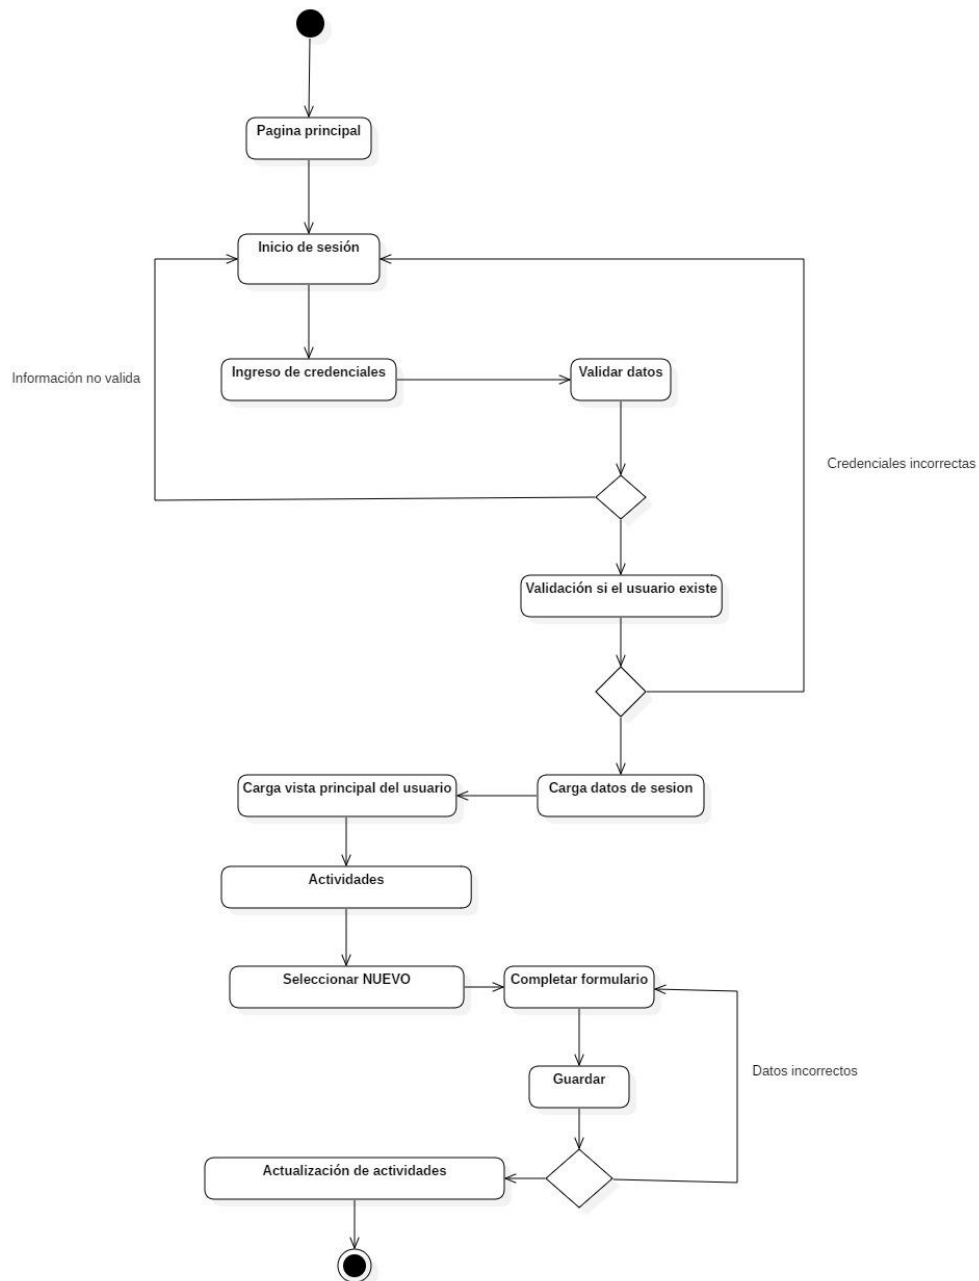 Pagina principal
Inicio de sesión
Información no valida
Ingreso de credenciales
Validar datos
Credenciales incorrectas
Validación si el usuario existe
Carga vista principal del usuario
Carga datos de sesion
Actividades
Seleccionar NUEVO
Completar formulario
Datos incorrectos
Guardar
Actualización de actividades